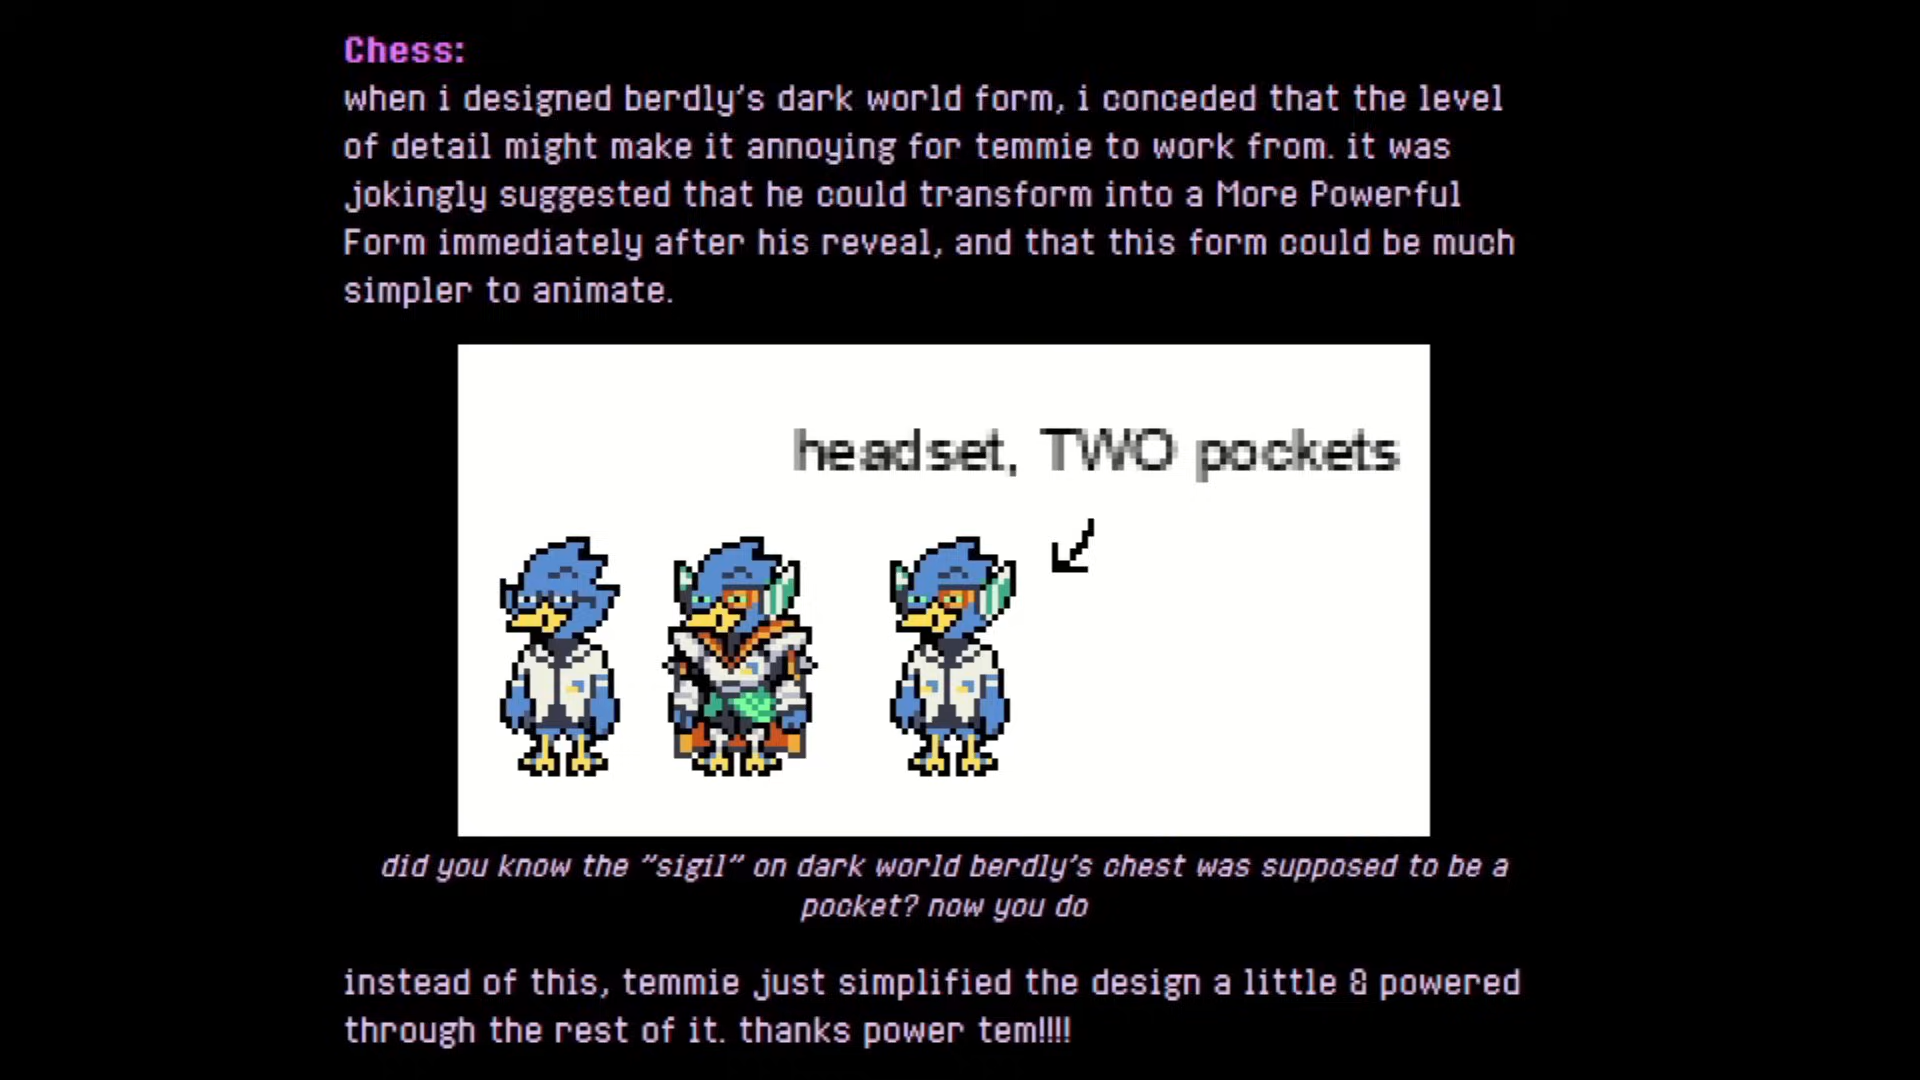 Chess:
when i designed berdly's dark world form, i conceded that the level
of detail might make it annoying for temmie to work from. it was
jokingly suggested that he could transform into a More Powerful
Form immediately after his reveal, and that this form could be much
simpler to animate.
headset, TWO pockets
did you know the "sigil" on dark world berdly's chest was supposed to be a
pocket? now you do
instead of this, temmie just simplified the design a little & powered
through the rest of it. thanks power tem!!!!